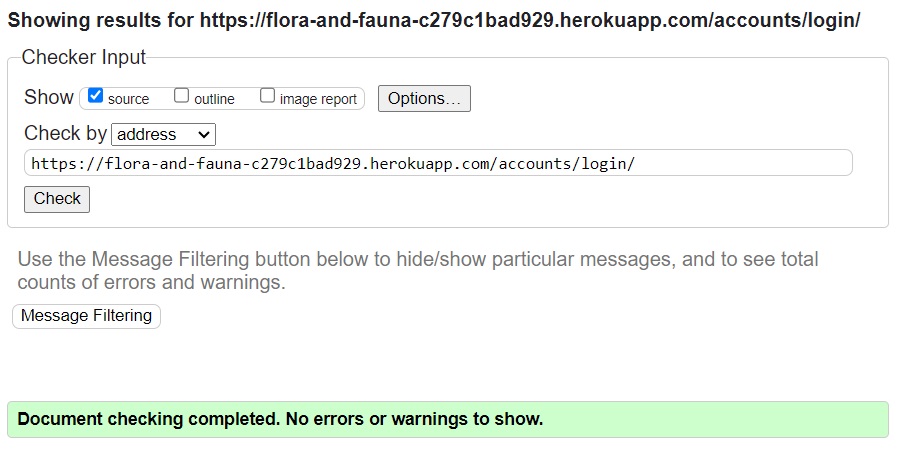 Showing results for https://flora-and-fauna-c279c1bad929.herokuapp.com/accounts/login/
Checker Input
Show source outline image report Options...
Check by address
https://flora-and-fauna-c279c1bad929.herokuapp.com/accounts/login/
Check
Use the Message Filtering button below to hide/show particular messages, and to see total
counts of errors and warnings.
Message Filtering
Document checking completed. No errors or warnings to show.